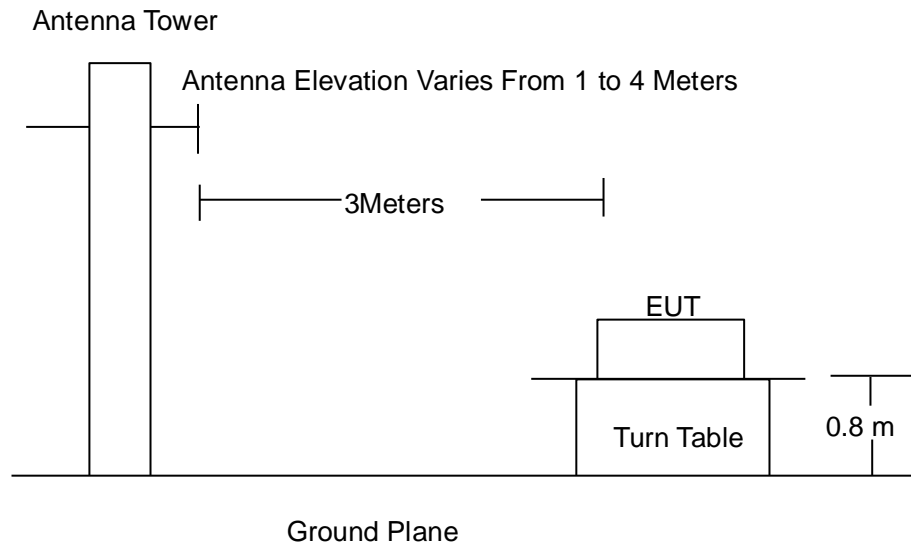 Antenna Tower
Antenna Elevation Varies From 1 to 4 Meters
3Meters
EUT
Turn Table
0.8 m
Ground Plane